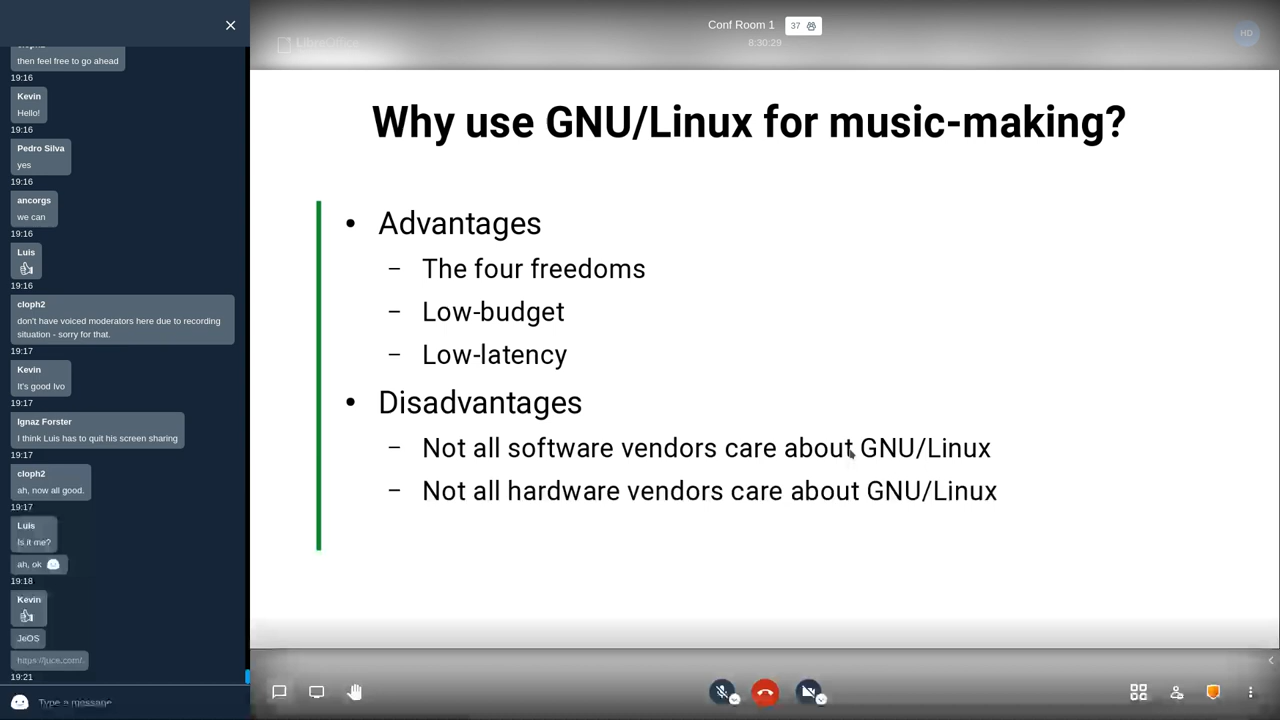 then feel free to go ahead
19:16
Kevin
Hello!
19:16
Pedro Silva
yes
19:16
ancorgs
we can
19:16
Luis
19:16
cloph2
don't have voiced moderators here due to recording
situation - sorry for that.
19:17
Kevin
It's good Ivo
19:17
Ignaz Forster
I think Luis has to quit his screen sharing
19:17
cloph2
ah, now all good.
19:17
Luis
Is it me?
ah, ok
19:18
Kevin
JeOS
https://juce.com/
19:21
Type a message
Conf Room 1
37
8:30:29
HD
LibreOffice
Why use GNU/Linux for music-making?
• Advantages
– The four freedoms
– Low-budget
– Low-latency
• Disadvantages
– Not all software vendors care about GNU/Linux
– Not all hardware vendors care about GNU/Linux